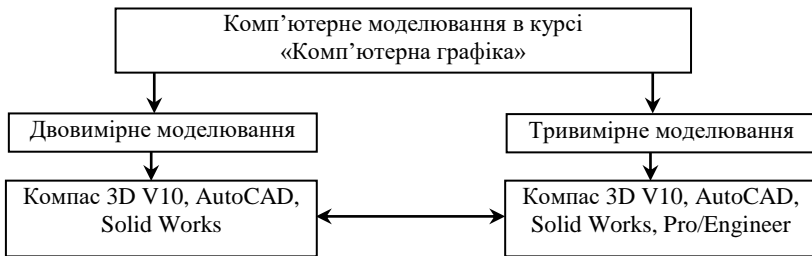 Комп’ютерне моделювання в курсі
«Комп’ютерна графіка»
Двовимірне моделювання
Тривимірне моделювання
Компас 3D V10, AutoCAD,
Solid Works
Компас 3D V10, AutoCAD,
Solid Works, Pro/Engineer